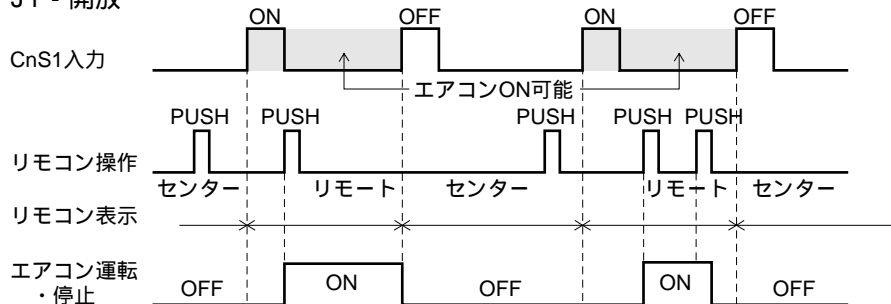 ON OFF ON OFF
CnS1入力
エアコンON可能
PUSH PUSH PUSH PUSH PUSH
リモコン操作
センター リモート センター リモート センター
リモコン表示
エアコン運転
・停止
OFF ON OFF ON OFF